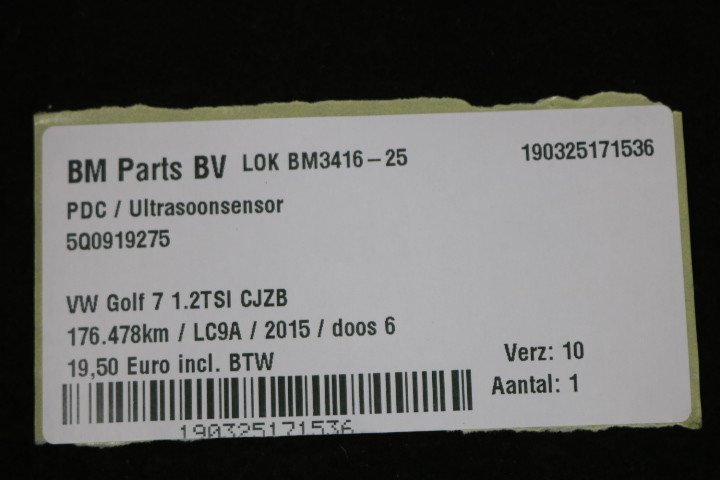 BM Parts BV LOK BM3416-25 190325171536
PDC / Ultrasoonsensor
5Q0919275
VW Golf 7 1.2TSI CJZB
176.478km / LC9A / 2015 / doos 6
19,50 Euro incl. BTW
Verz: 10
Aantal: 1
190325171536